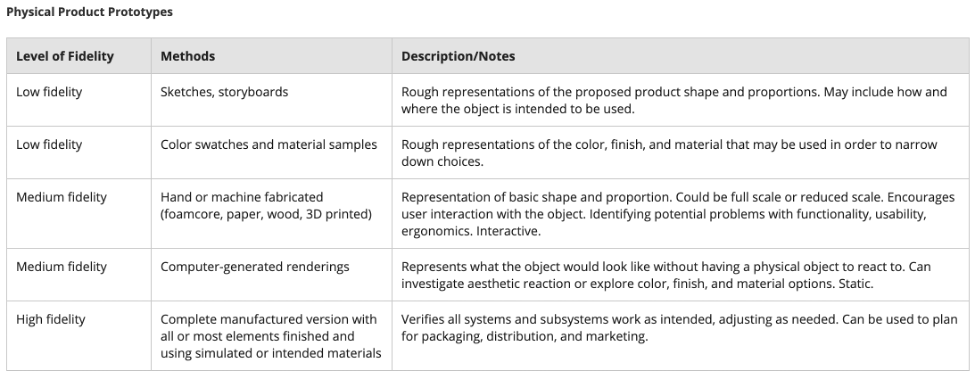 Physical Product Prototypes
Level of Fidelity Methods Description/Notes
Low fidelity Sketches, storyboards Rough representations of the proposed product shape and proportions. May include how and
where the object is intended to be used.
Low fidelity Color swatches and material samples Rough representations of the color, finish, and material that may be used in order to narrow
down choices.
Medium fidelity Hand or machine fabricated Representation of basic shape and proportion. Could be full scale or reduced scale. Encourages
(foamcore, paper, wood, 3D printed) user interaction with the object. Identifying potential problems with functionality, usability,
ergonomics. Interactive.
Medium fidelity Computer-generated renderings Represents what the object would look like without having a physical object to react to. Can
investigate aesthetic reaction or explore color, finish, and material options. Static.
High fidelity Complete manufactured version with Verifies all systems and subsystems work as intended, adjusting as needed. Can be used to plan
all or most elements finished and for packaging, distribution, and marketing.
using simulated or intended materials